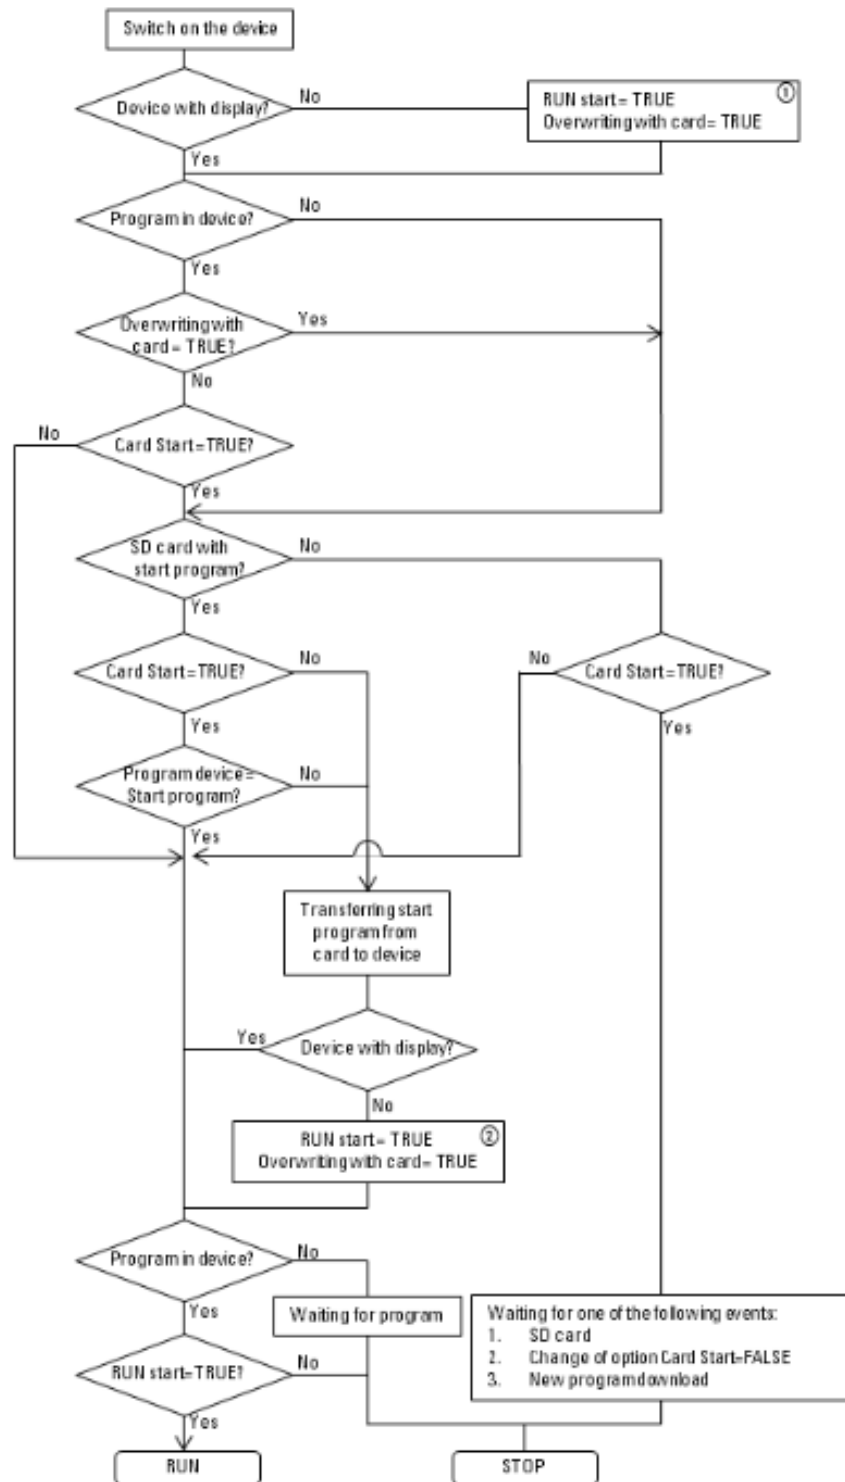 Switch on the device
Device with display?
No
①
RUN start= TRUE
Overwriting with card= TRUE
Yes
Program in device?
No
Yes
Overwriting with
card= TRUE?
Yes
No
No
Card Start=TRUE?
Yes
SD card with
start program?
No
Yes
Card Start=TRUE?
No
No
Card Start=TRUE?
Yes
Yes
Program device=
Start program?
No
Yes
Transferring start
program from
card to device
Yes
Device with display?
No
②
RUN start= TRUE
Overwriting with card= TRUE
Program in device?
No
Yes
Waiting for program
Waiting for one of the following events:
1. SD card
2. Change of option Card Start=FALSE
3. New program download
RUN start=TRUE?
No
Yes
RUN
STOP